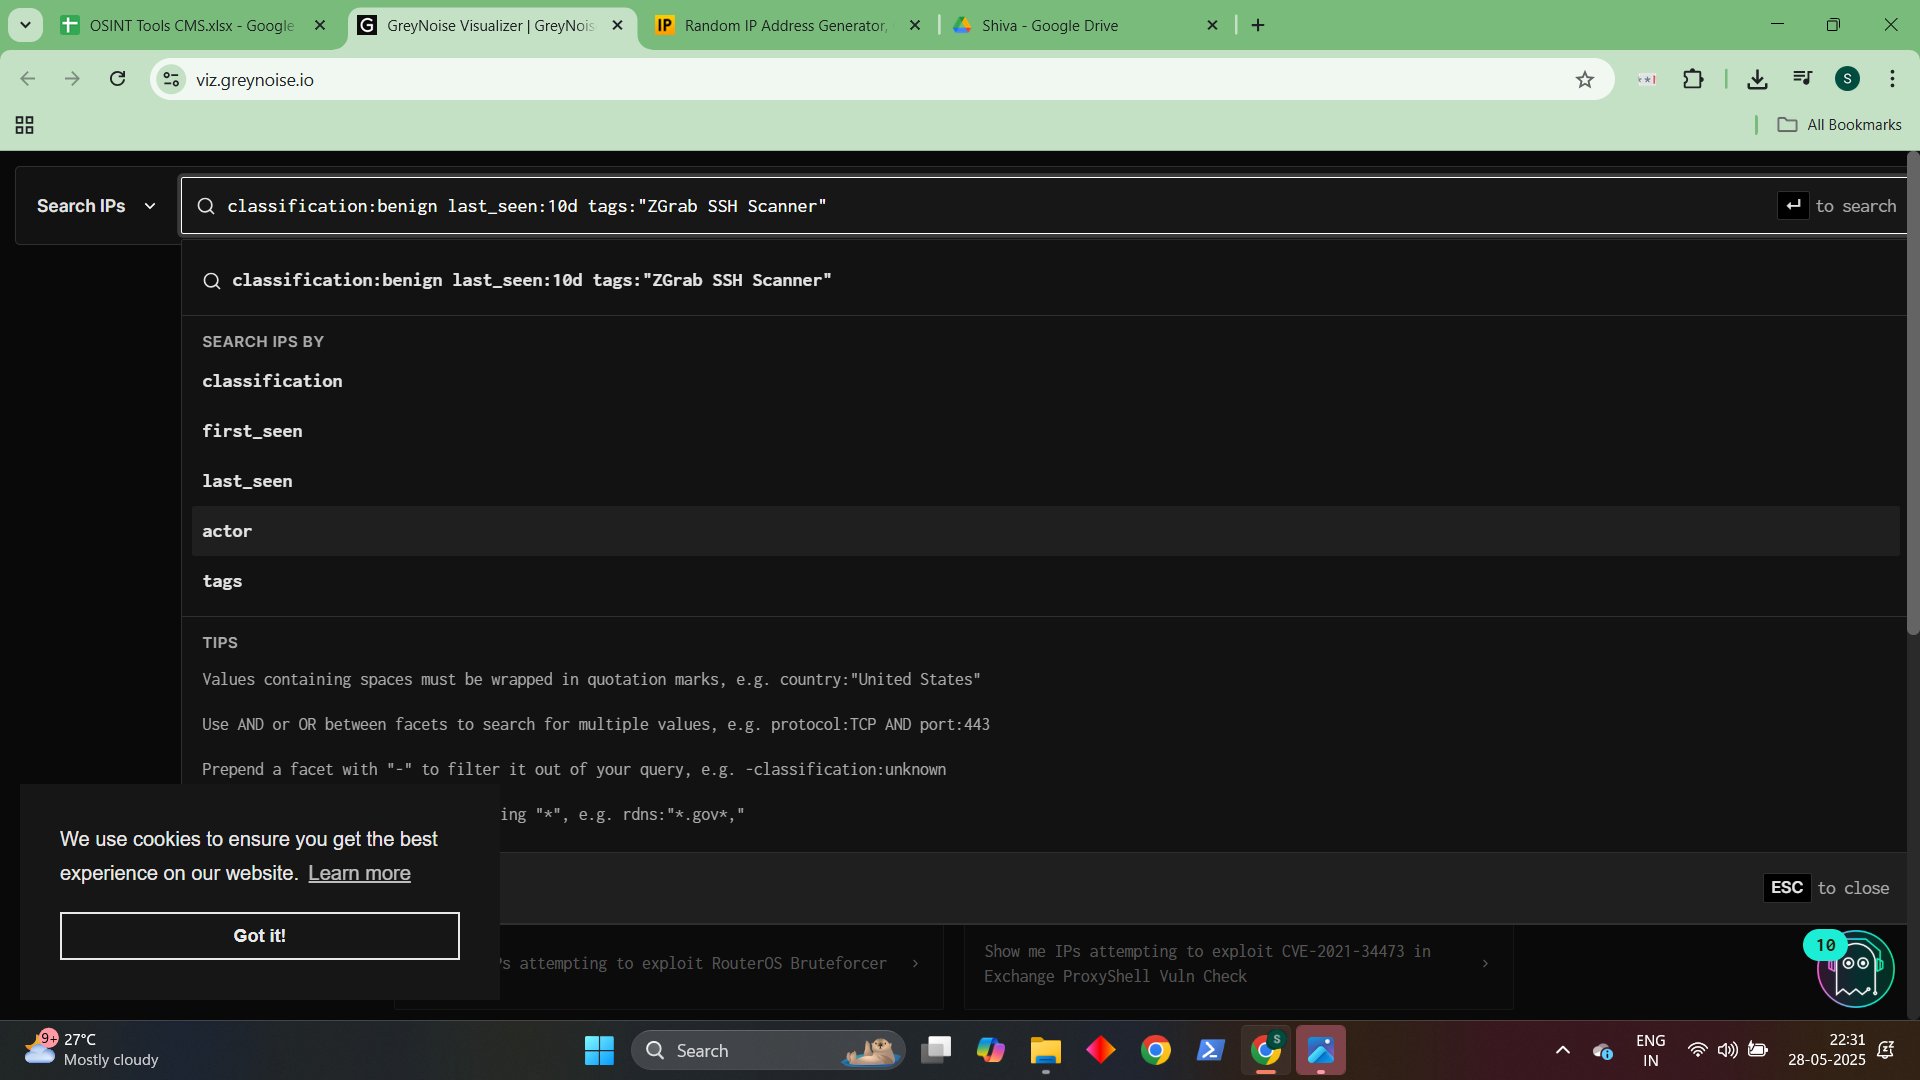 OSINT Tools CMS.xlsx - Google
GreyNoise Visualizer | GreyNois
IP Random IP Address Generator,
Shiva - Google Drive
viz.greynoise.io
S
All Bookmarks
Search IPs
classification:benign last_seen:10d tags:"ZGrab SSH Scanner"
to search
classification:benign last_seen:10d tags:"ZGrab SSH Scanner"
SEARCH IPS BY
classification
first_seen
last_seen
actor
tags
TIPS
Values containing spaces must be wrapped in quotation marks, e.g. country:"United States"
Use AND or OR between facets to search for multiple values, e.g. protocol:TCP AND port:443
Prepend a facet with "-" to filter it out of your query, e.g. -classification:unknown
ing "*", e.g. rdns:"*.gov*,"
We use cookies to ensure you get the best
experience on our website. Learn more
Got it!
ESC to close
s attempting to exploit RouterOS Bruteforcer
Show me IPs attempting to exploit CVE-2021-34473 in
Exchange ProxyShell Vuln Check
10
9+
27°C
Mostly cloudy
Search
S
ENG
IN
22:31
28-05-2025